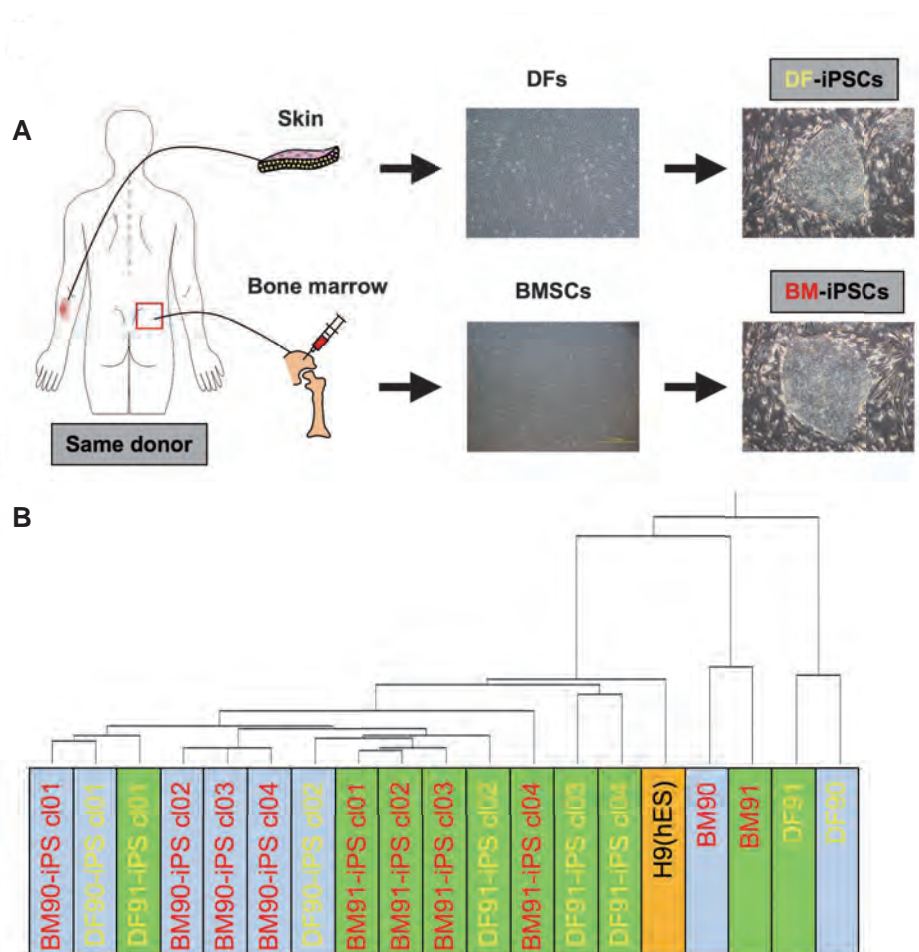 A
Skin
DFs
DF-iPSCs
Bone marrow
BMSCs
BM-iPSCs
Same donor
B
BM90-iPS cl01
DF90-iPS cl01
DF91-iPS cl01
BM90-iPS cl02
BM90-iPS cl03
BM90-iPS cl04
DF90-iPS cl02
BM91-iPS cl01
BM91-iPS cl02
BM91-iPS cl03
DF91-iPS cl02
BM91-iPS cl04
DF91-iPS cl03
DF91-iPS cl04
H9(hES)
BM90
BM91
DF91
DF90